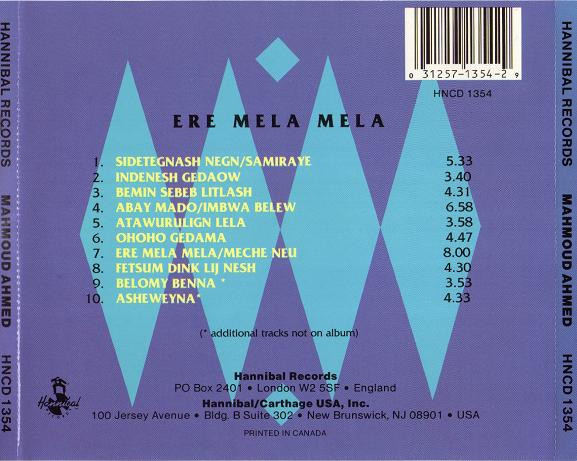 HANNIBAL RECORDS MAHMOUD AHMED HNCD 1354
0 31257-1354-2 9
HNCD 1354
ERE MELA MELA
1. SIDETEGNASH NEGN/SAMIRAYE 5.33
2. INDENESH GEDAOW 3.40
3. BEMIN SEBEB LITLASH 4.31
4. ABAY MADO/IMBWA BELEW 6.58
5. ATAWURULIGN LELA 3.58
6. OHOHO GEDAMA 4.47
7. ERE MELA MELA/MECHE NEU 8.00
8. FETSUM DINK LIJ NESH 4.30
9. BELOMY BENNA * 3.53
10. ASHEWEYNA* 4.33
(* additional tracks not on album)
Hannibal Records
PO Box 2401 • London W2 5SF • England
Hannibal/Carthage USA, Inc.
100 Jersey Avenue • Bldg. B Suite 302 • New Brunswick, NJ 08901 • USA
PRINTED IN CANADA
Hannibal
HANNIBAL RECORDS MAHMOUD AHMED HNCD 1354